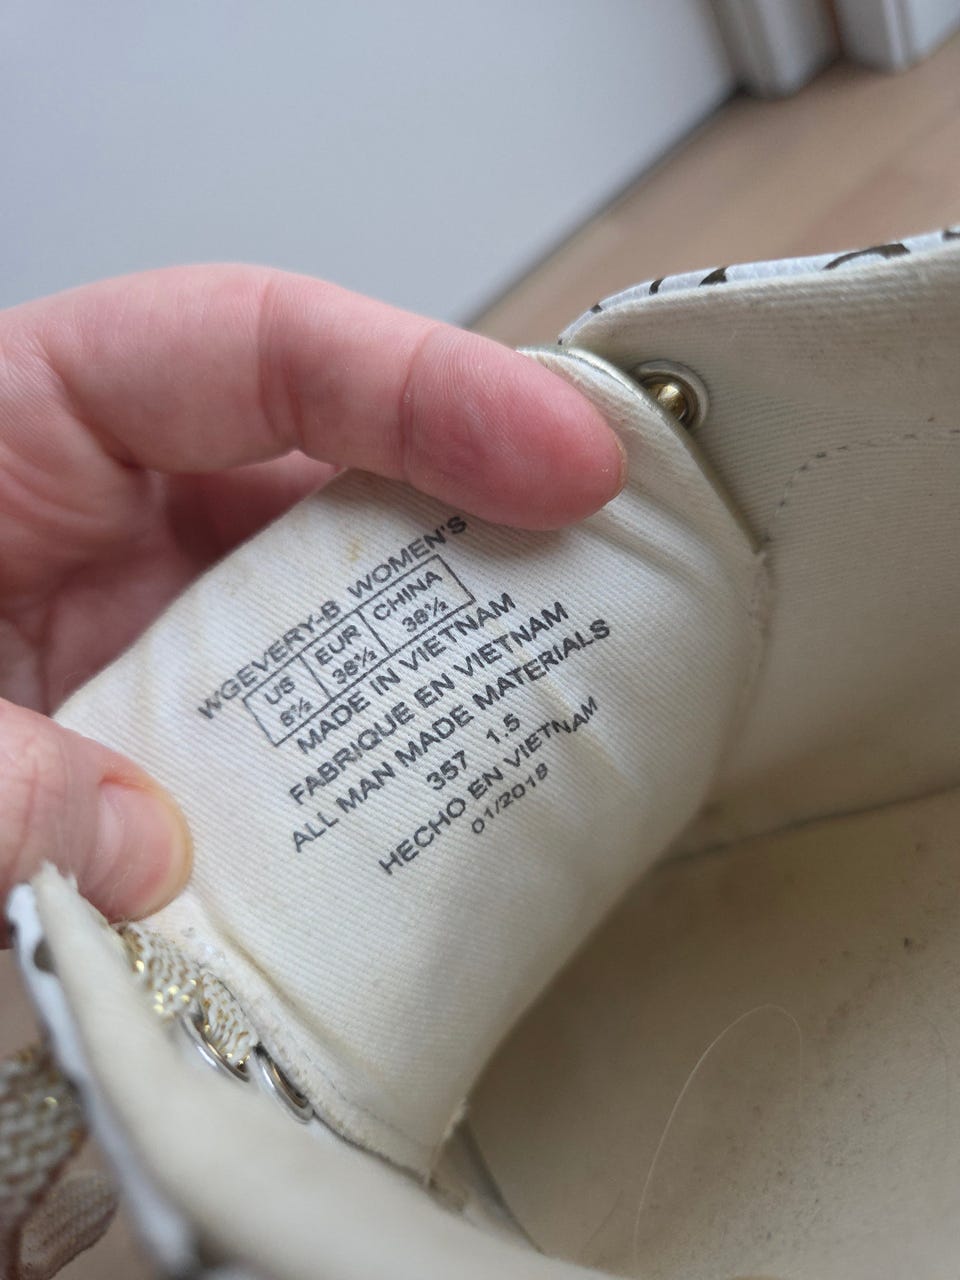 WGEVERY-B WOMEN'S
US EUR CHINA
8½ 38½ 38½
MADE IN VIETNAM
FABRIQUE EN VIETNAM
ALL MAN MADE MATERIALS
357 1.5
HECHO EN VIETNAM
01/2018